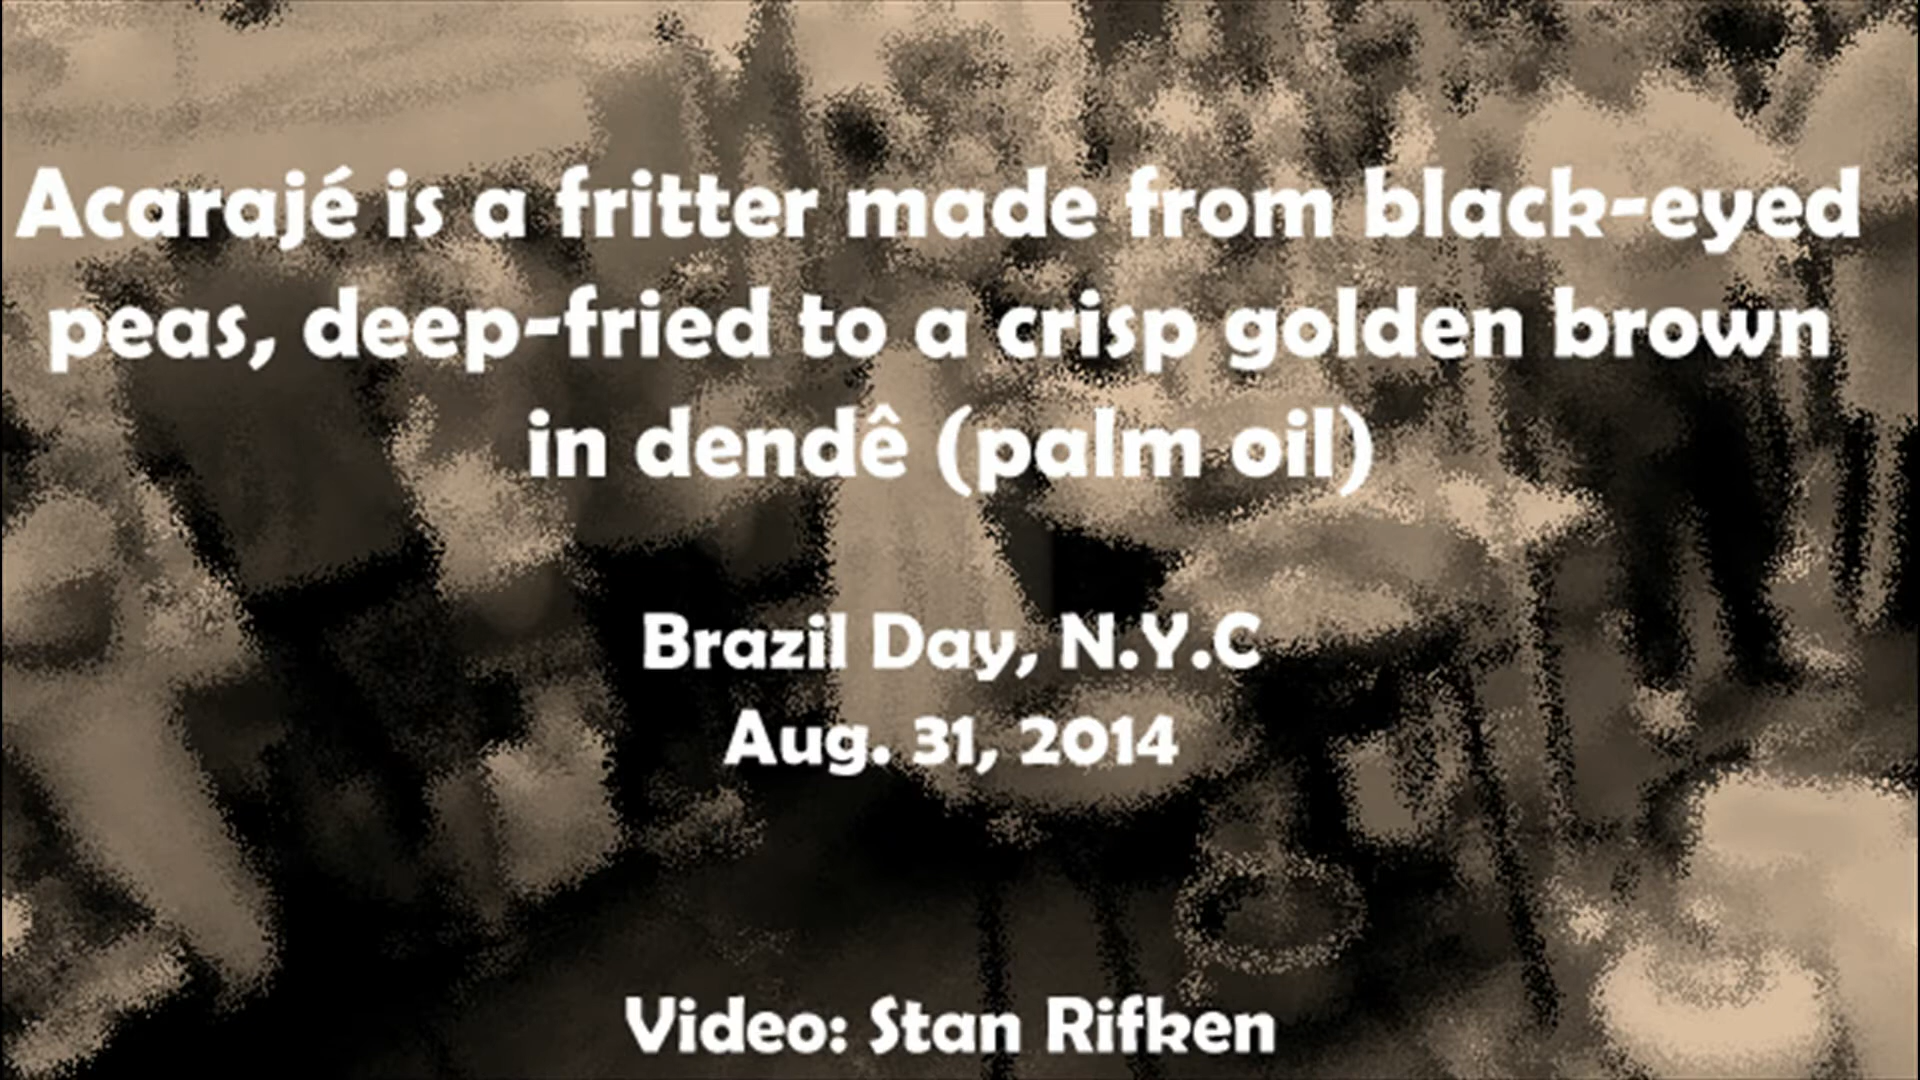 Acarajé is a fritter made from black-eyed
peas, deep-fried to a crisp golden brown
in dendê (palm oil)
Brazil Day, N.Y.C
Aug. 31, 2014
Video: Stan Rifken